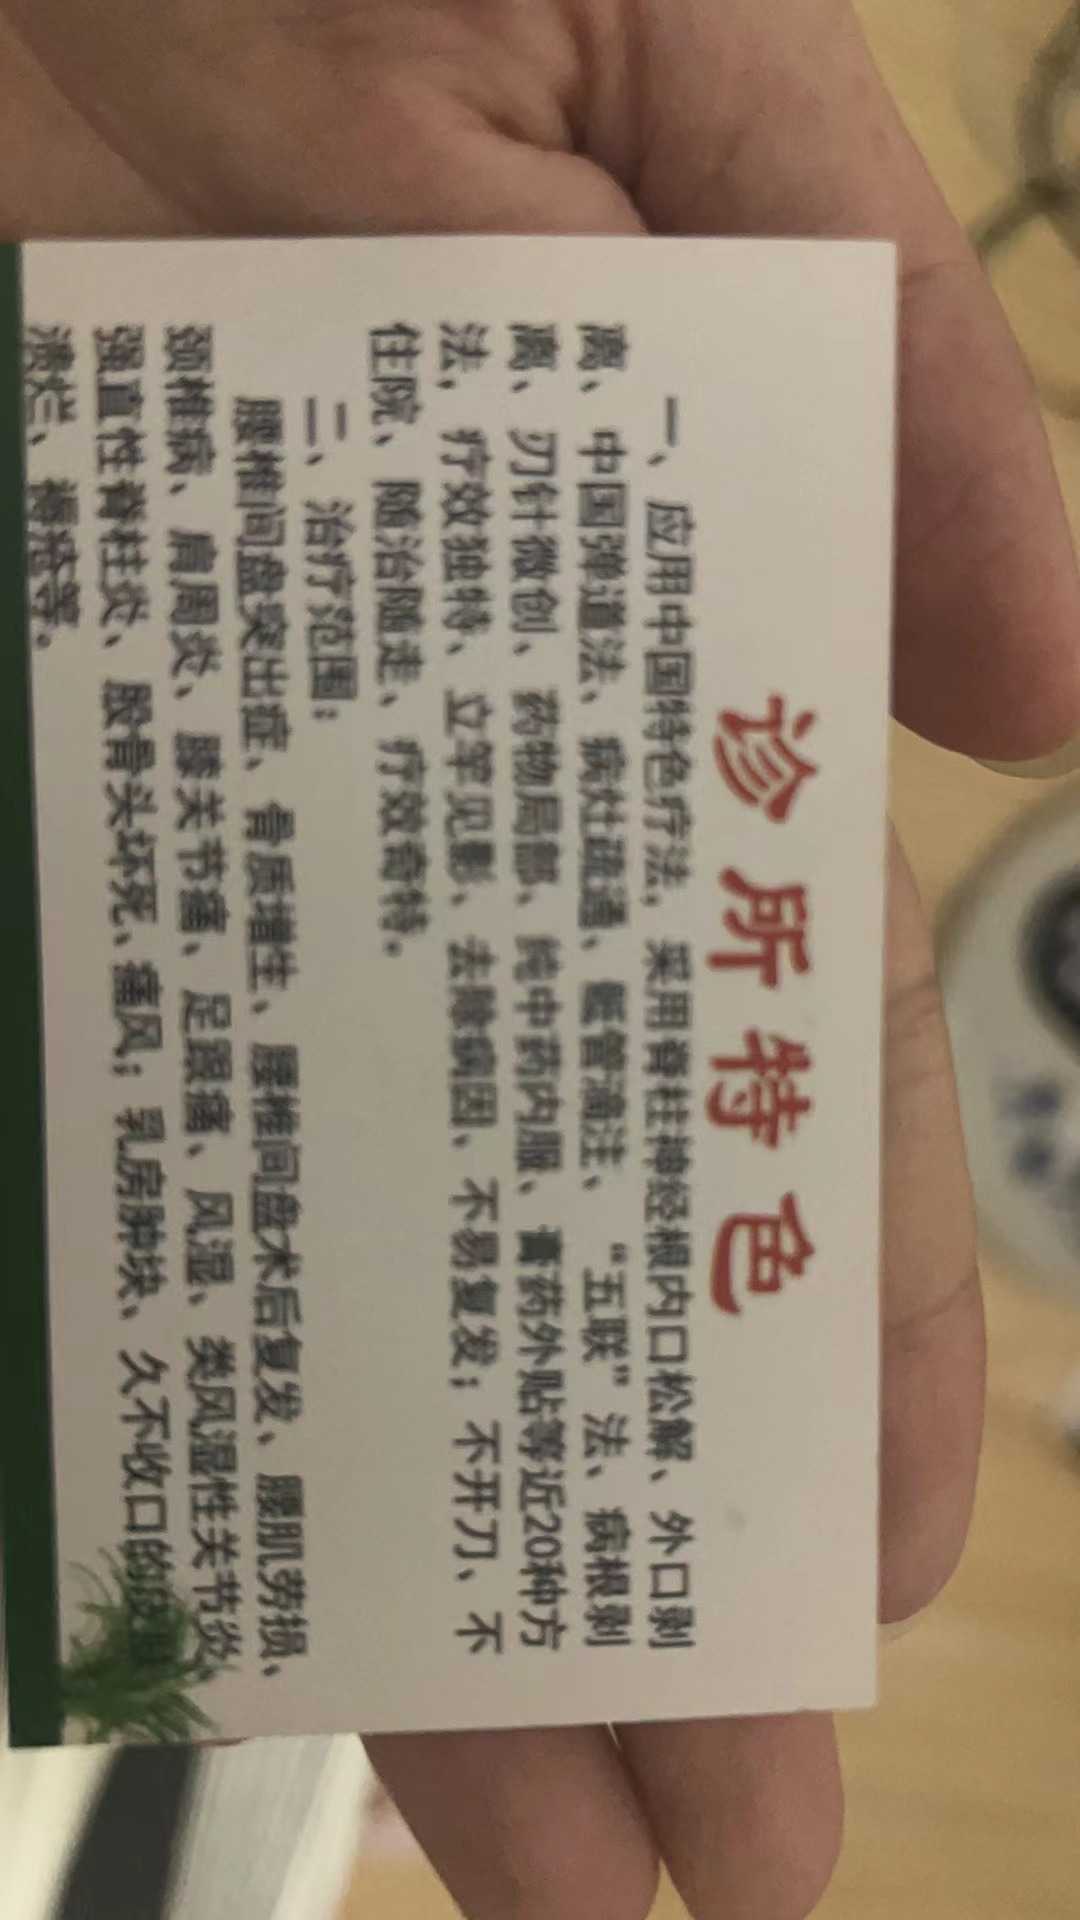 诊所特色
一、应用中国特色疗法，采用脊柱神经根内口松解、外口剥
离、中国弹道法、病灶疏通、骶管滴注、“五联”法、病根剥
离、刃针微创、药物局部、纯中药内服、膏药外贴等近20种方
法，疗效独特、立竿见影、去除病因、不易复发；不开刀、不
住院、随治随走、疗效奇特。
二、治疗范围：
腰椎间盘突出症、骨质增生、腰椎间盘术后复发、腰肌劳损、
颈椎病、肩周炎、膝关节痛、足跟痛、风湿、类风湿性关节炎、
强直性脊柱炎、股骨头坏死、痛风；乳房肿块、久不收口的皮肤
溃烂、褥疮等。